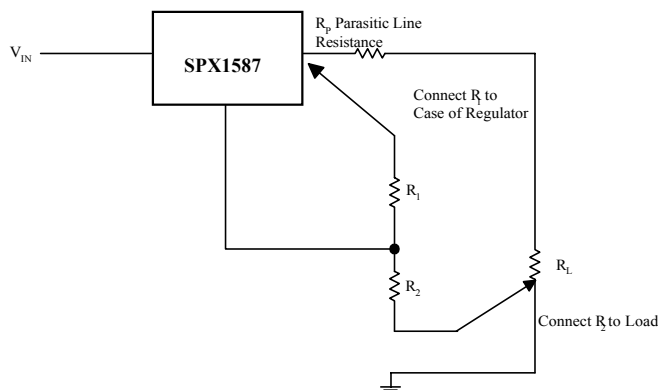 R_P Parasitic Line
Resistance
V_IN
SPX1587
Connect R_1 to
Case of Regulator
R_1
R_2
R_L
Connect R_2 to Load